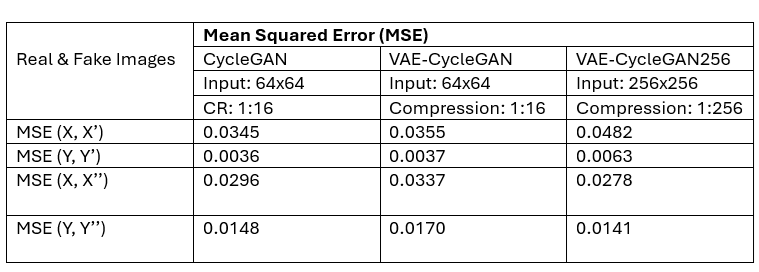 Mean Squared Error (MSE)
Real & Fake Images CycleGAN VAE-CycleGAN VAE-CycleGAN256
Input: 64x64 Input: 64x64 Input: 256x256
CR: 1:16 Compression: 1:16 Compression: 1:256
MSE (X, X’) 0.0345 0.0355 0.0482
MSE (Y, Y’) 0.0036 0.0037 0.0063
MSE (X, X’’) 0.0296 0.0337 0.0278
MSE (Y, Y’’) 0.0148 0.0170 0.0141